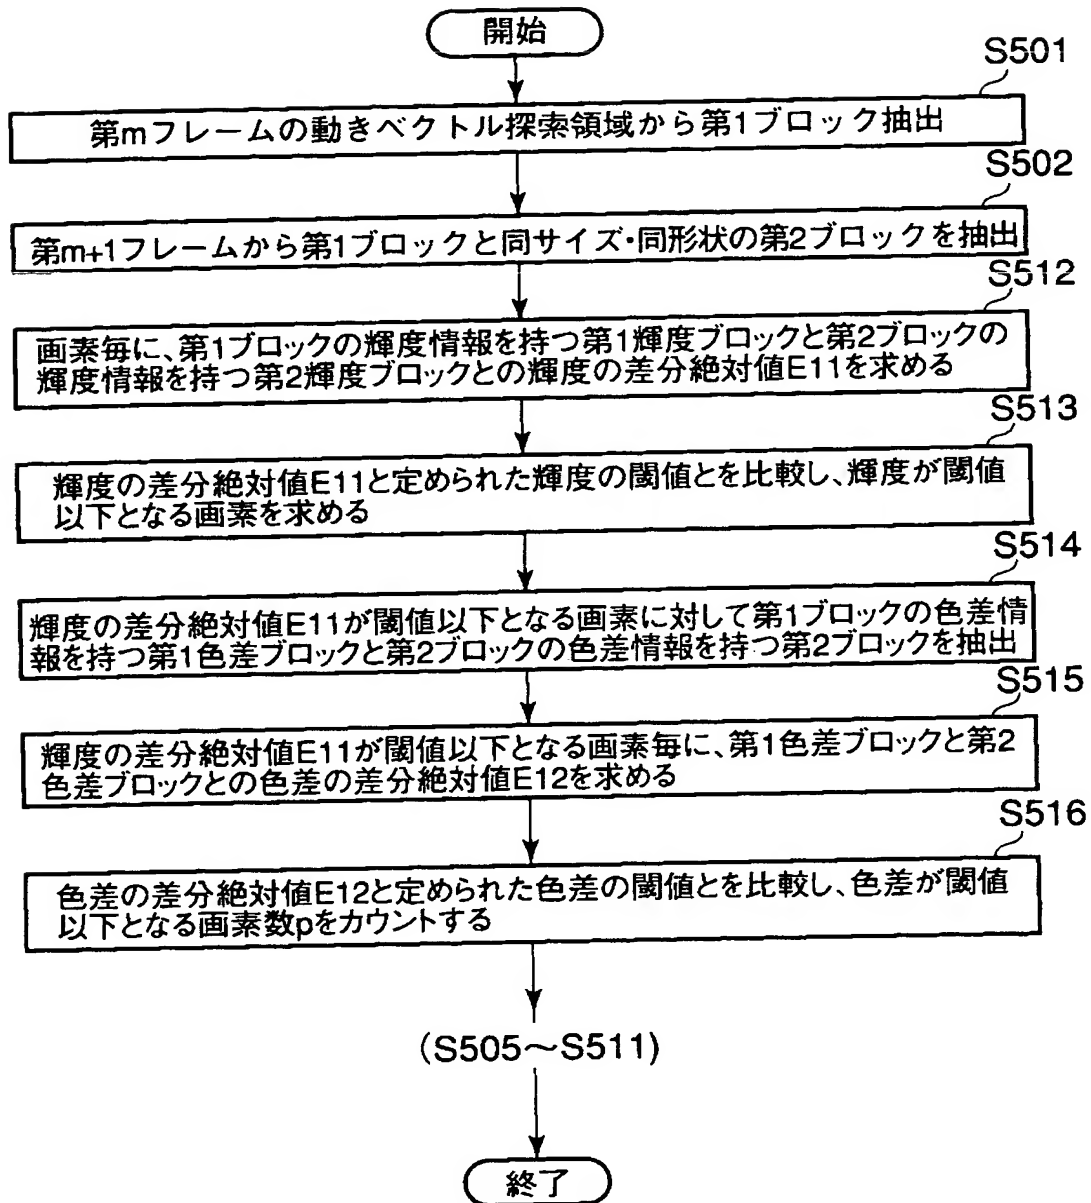 開始
S501
第mフレームの動きベクトル探索領域から第1ブロック抽出
S502
第m+1フレームから第1ブロックと同サイズ・同形状の第2ブロックを抽出
S512
画素毎に、第1ブロックの輝度情報を持つ第1輝度ブロックと第2ブロックの
輝度情報を持つ第2輝度ブロックとの輝度の差分絶対値E11を求める
S513
輝度の差分絶対値E11と定められた輝度の閾値とを比較し、輝度が閾値
以下となる画素を求める
S514
輝度の差分絶対値E11が閾値以下となる画素に対して第1ブロックの色差情
報を持つ第1色差ブロックと第2ブロックの色差情報を持つ第2ブロックを抽出
S515
輝度の差分絶対値E11が閾値以下となる画素毎に、第1色差ブロックと第2
色差ブロックとの色差の差分絶対値E12を求める
S516
色差の差分絶対値E12と定められた色差の閾値とを比較し、色差が閾値
以下となる画素数pをカウントする
(S505～S511)
終了